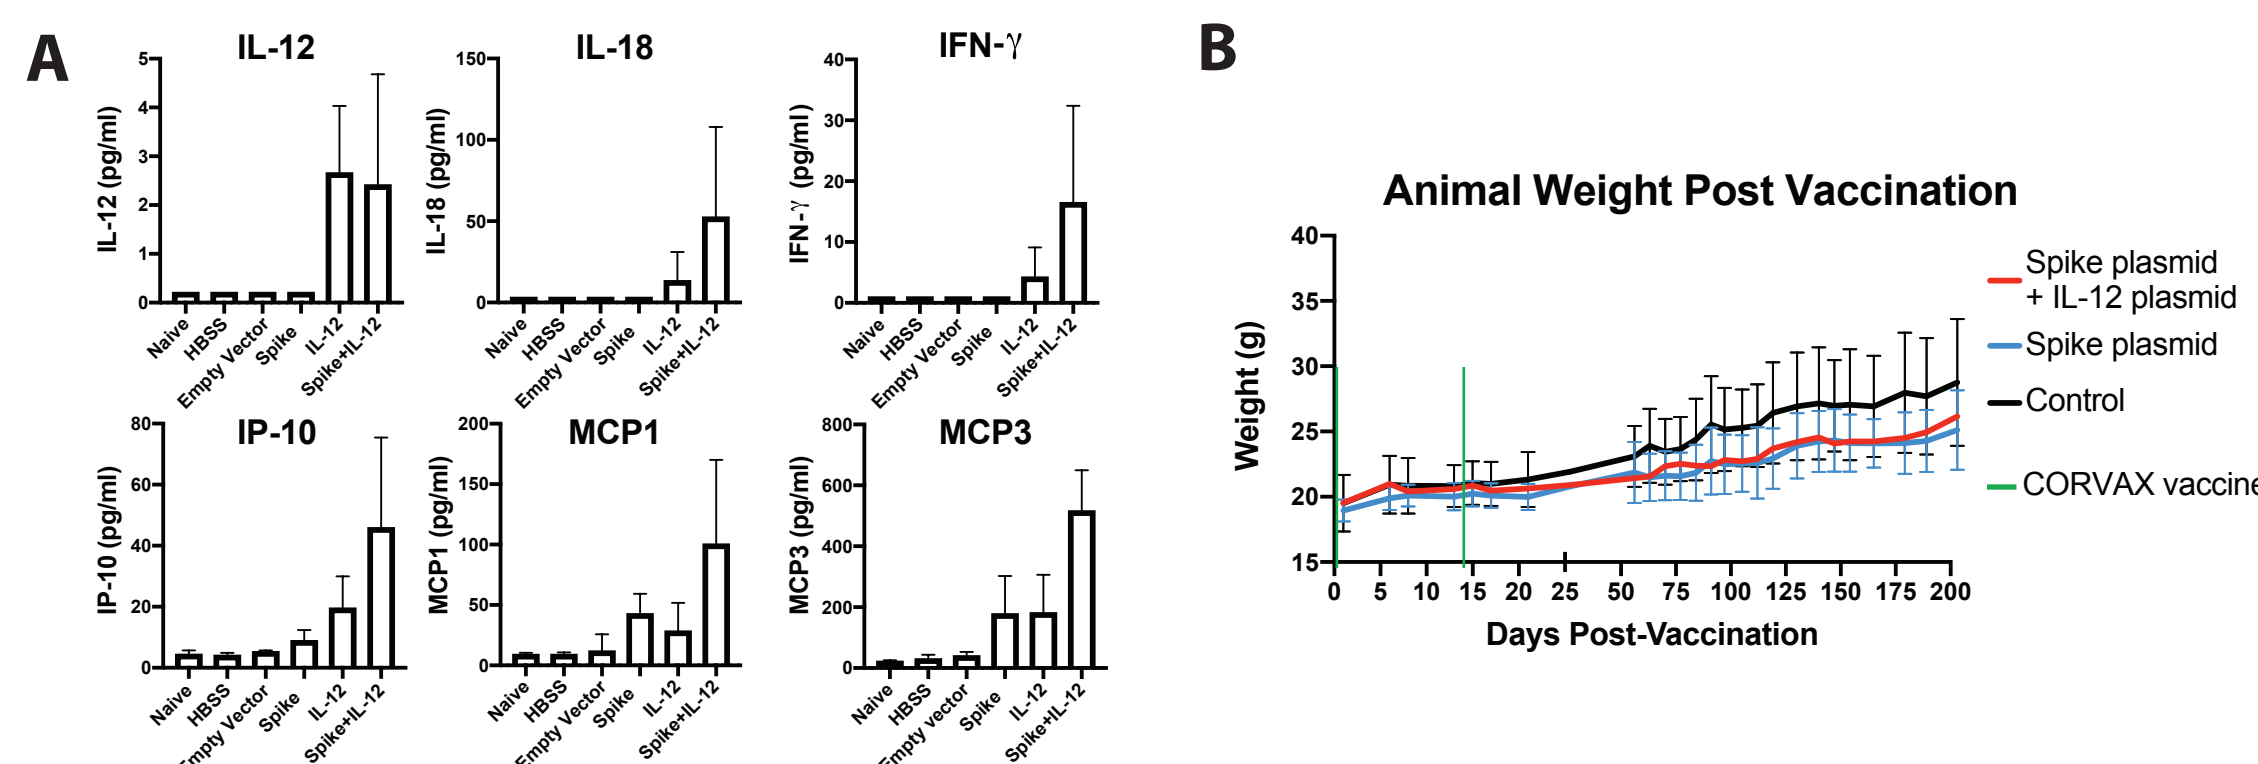 A
IL-12
IL-12 (pg/ml)
5
4
3
2
1
0
Naive
HBSS
Empty Vector
Spike
IL-12
Spike+IL-12
IL-18
IL-18 (pg/ml)
150
100
50
0
Naive
HBSS
Empty Vector
Spike
IL-12
Spike+IL-12
IFN-γ
IFN-γ (pg/ml)
40
30
20
10
0
Naive
HBSS
Empty Vector
Spike
IL-12
Spike+IL-12
IP-10
IP-10 (pg/ml)
80
60
40
20
0
Naive
HBSS
mpty Vector
Spike
IL-12
Spike+IL-12
MCP1
MCP1 (pg/ml)
200
150
100
50
0
Naive
HBSS
mpty Vector
Spike
IL-12
Spike+IL-12
MCP3
MCP3 (pg/ml)
800
600
400
200
0
Naive
HBSS
Empty vector
Spike
IL-12
Spike+IL-12
B
Animal Weight Post Vaccination
Weight (g)
40
35
30
25
20
15
0 5 10 15 20 25 50 75 100 125 150 175 200
Days Post-Vaccination
Spike plasmid
+ IL-12 plasmid
Spike plasmid
Control
CORVAX vaccine